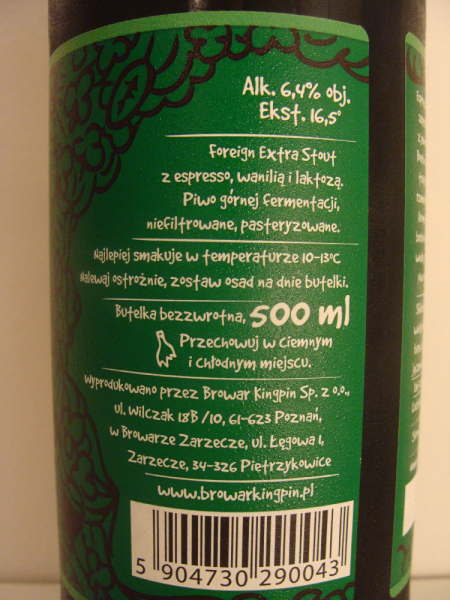 Alk. 6,4% obj.
Ekst. 16,5°
Foreign Extra Stout
z espresso, wanilią i laktozą.
Piwo górnej fermentacji,
niefiltrowane, pasteryzowane.
Najlepiej smakuje w temperaturze 10-13°C
Nalewaj ostrożnie, zostaw osad na dnie butelki.
Butelka bezzwrotna, 500 ml
Przechowuj w ciemnym
i chłodnym miejscu.
Wyprodukowano przez Browar Kingpin Sp. z o.o.,
ul. Wilczak 18B/10, 61-623 Poznań,
w Browarze Zarzecze, ul. Łęgowa 1,
Zarzecze, 34-326 Pietrzykowice
www.browarkingpin.pl
5 904730 290043